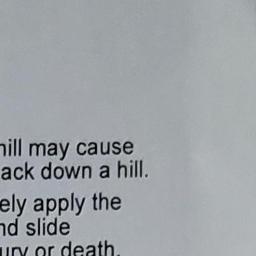 hill may cause
ack down a hill.
ely apply the
nd slide
ury or death.